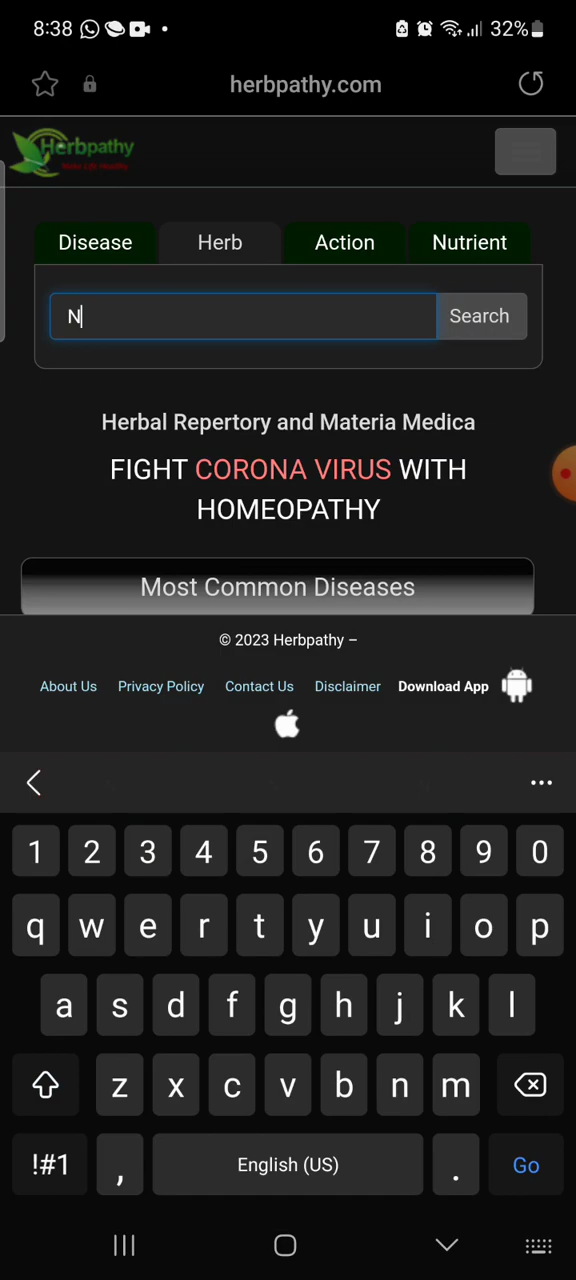 8:38 32%
herbpathy.com
Herbpathy
Make Life Healthy
Disease Herb Action Nutrient
N Search
Herbal Repertory and Materia Medica
FIGHT CORONA VIRUS WITH
HOMEOPATHY
Most Common Diseases
© 2023 Herbpathy –
About Us Privacy Policy Contact Us Disclaimer Download App
1 2 3 4 5 6 7 8 9 0
q w e r t y u i o p
a s d f g h j k l
z x c v b n m
!#1 , English (US) . Go